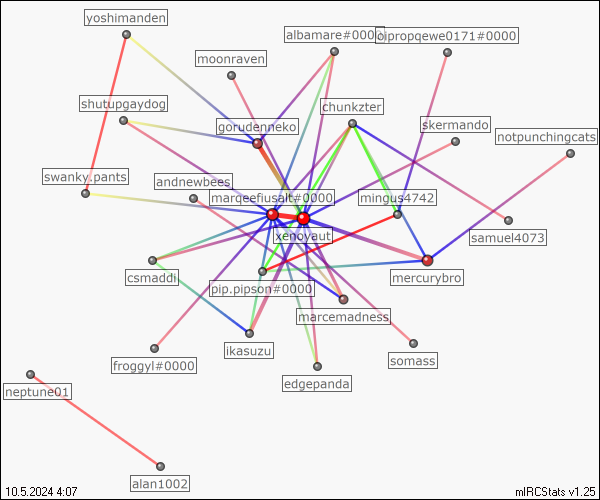 yoshimanden
albamare#0000
pipropqewe0171#0000
moonraven
shutupgaydog
chunkzter
gorudenneko
skermando
notpunchingcats
swanky.pants
andnewbees
marqeefiusalt#0000
mingus4742
xenovaut
samuel4073
csmaddi
pip.pipson#0000
mercurybro
marcemadness
ikasuzu
froggyl#0000
somass
edgepanda
neptune01
alan1002
10.5.2024 4:07
mIRCStats v1.25